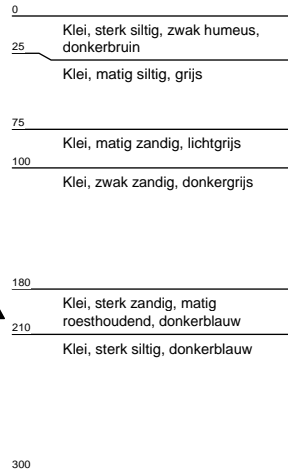 0
Klei, sterk siltig, zwak humeus,
donkerbruin
25
Klei, matig siltig, grijs
75
Klei, matig zandig, lichtgrijs
100
Klei, zwak zandig, donkergrijs
180
Klei, sterk zandig, matig
roesthoudend, donkerblauw
210
Klei, sterk siltig, donkerblauw
300